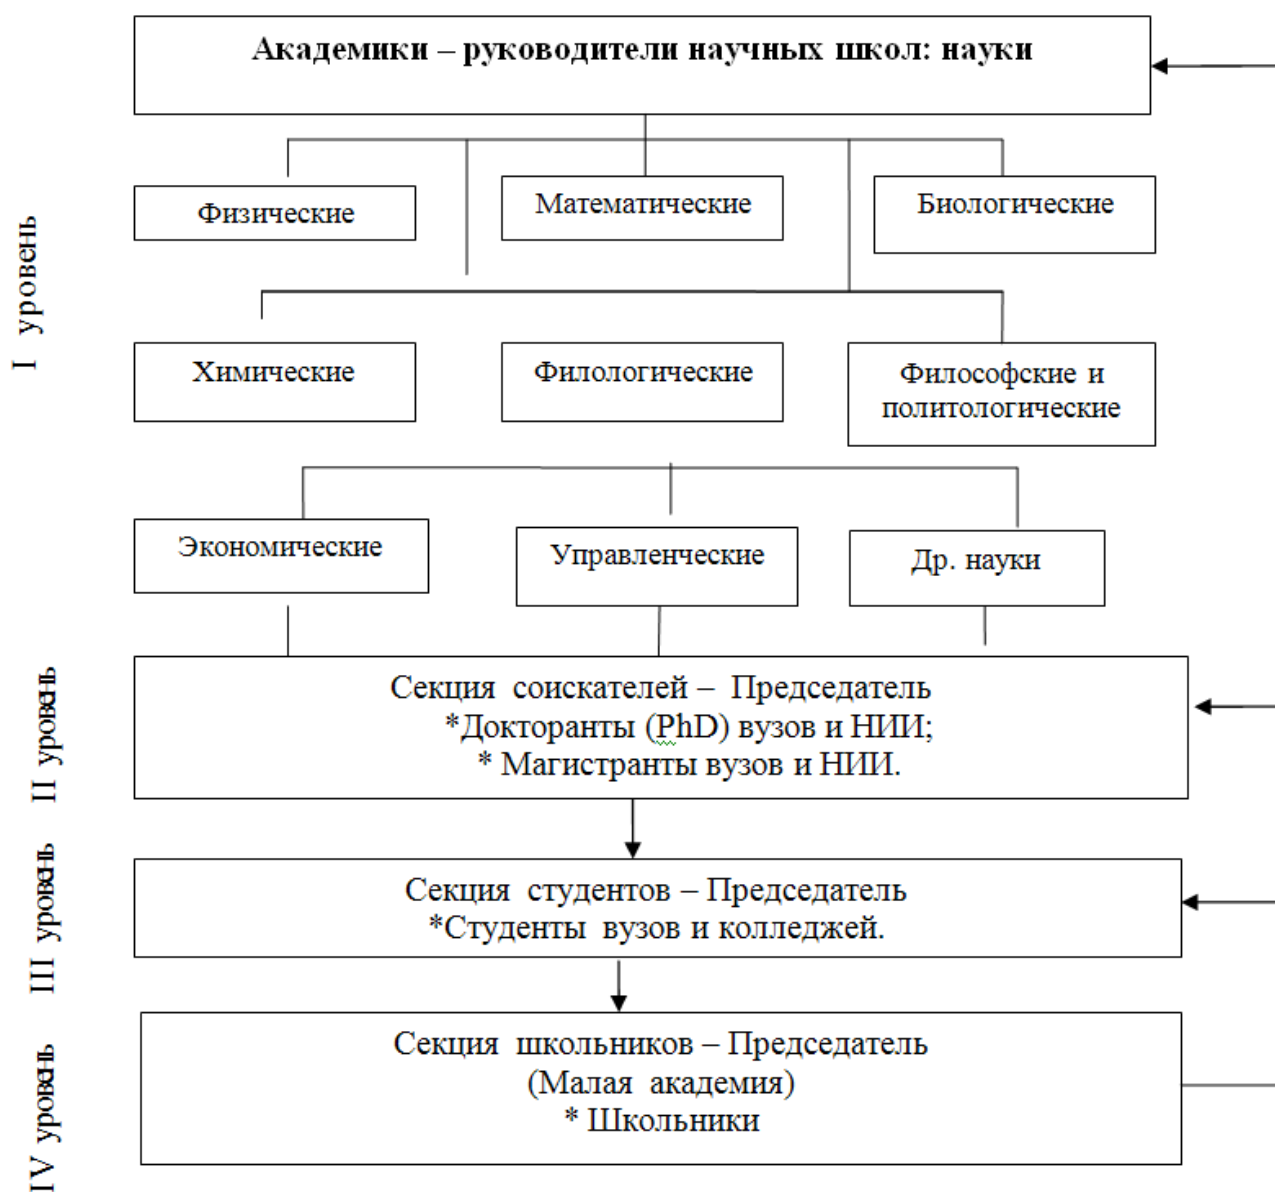 Академики – руководители научных школ: науки
I уровень
Физические
Математические
Биологические
Химические
Филологические
Философские и
политологические
Экономические
Управленческие
Др. науки
II уровень
Секция соискателей – Председатель
*Докторанты (PhD) вузов и НИИ;
* Магистранты вузов и НИИ.
III уровень
Секция студентов – Председатель
*Студенты вузов и колледжей.
IV уровень
Секция школьников – Председатель
(Малая академия)
* Школьники